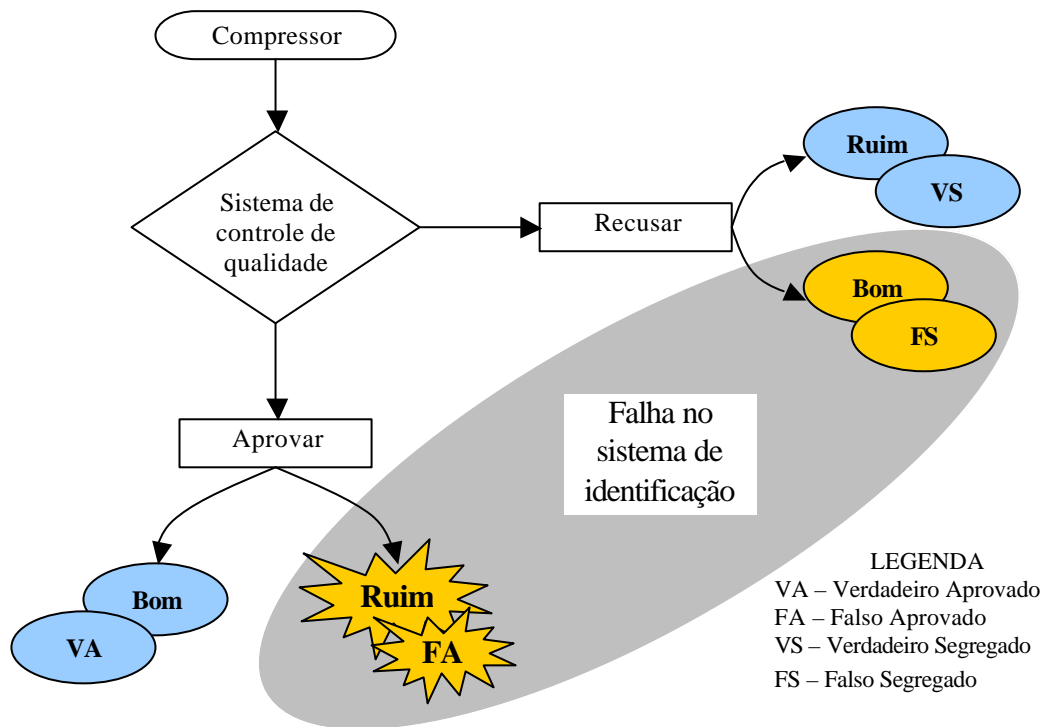 Compressor
Sistema de
controle de
qualidade
Recusar
Ruim
VS
Bom
FS
Aprovar
Falha no
sistema de
identificação
Bom
VA
Ruim
FA
LEGENDA
VA – Verdadeiro Aprovado
FA – Falso Aprovado
VS – Verdadeiro Segregado
FS – Falso Segregado